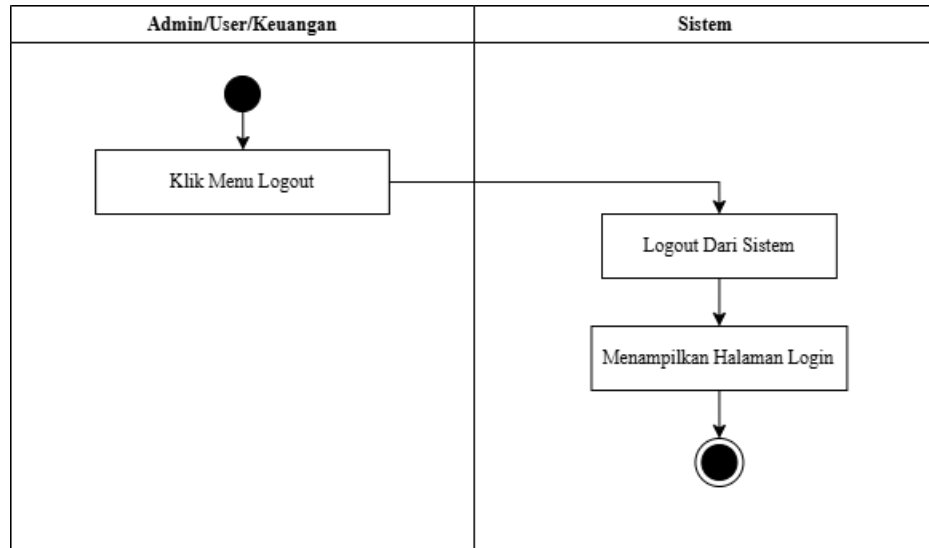 Admin/User/Keuangan
Sistem
Klik Menu Logout
Logout Dari Sistem
Menampilkan Halaman Login